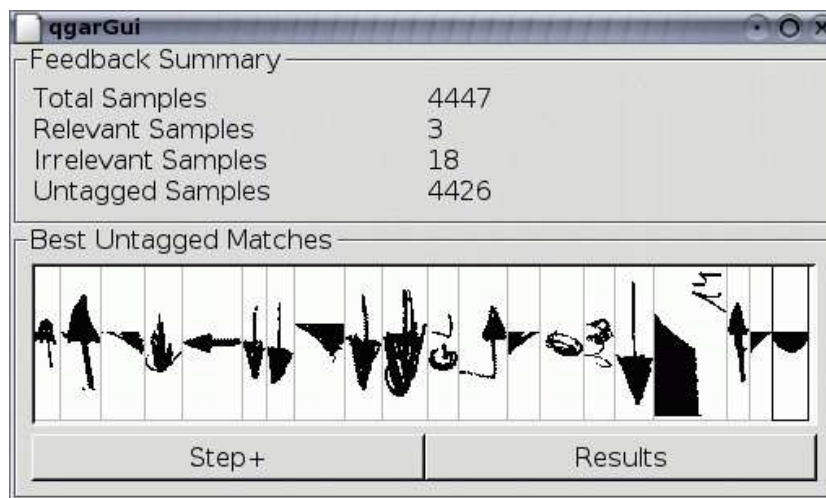 qgarGui
Feedback Summary
Total Samples 4447
Relevant Samples 3
Irrelevant Samples 18
Untagged Samples 4426
Best Untagged Matches
Step+ Results